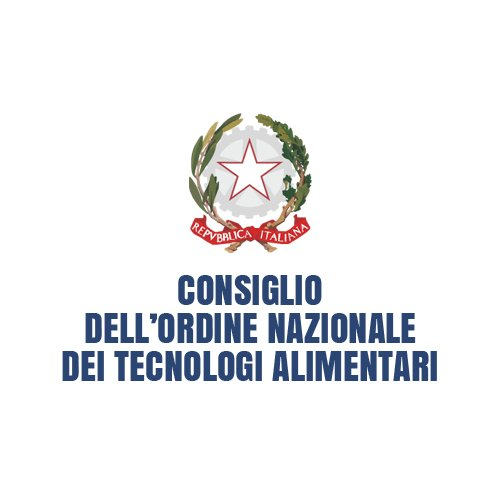 REPVBBLICA ITALIANA
CONSIGLIO
DELL’ORDINE NAZIONALE
DEI TECNOLOGI ALIMENTARI